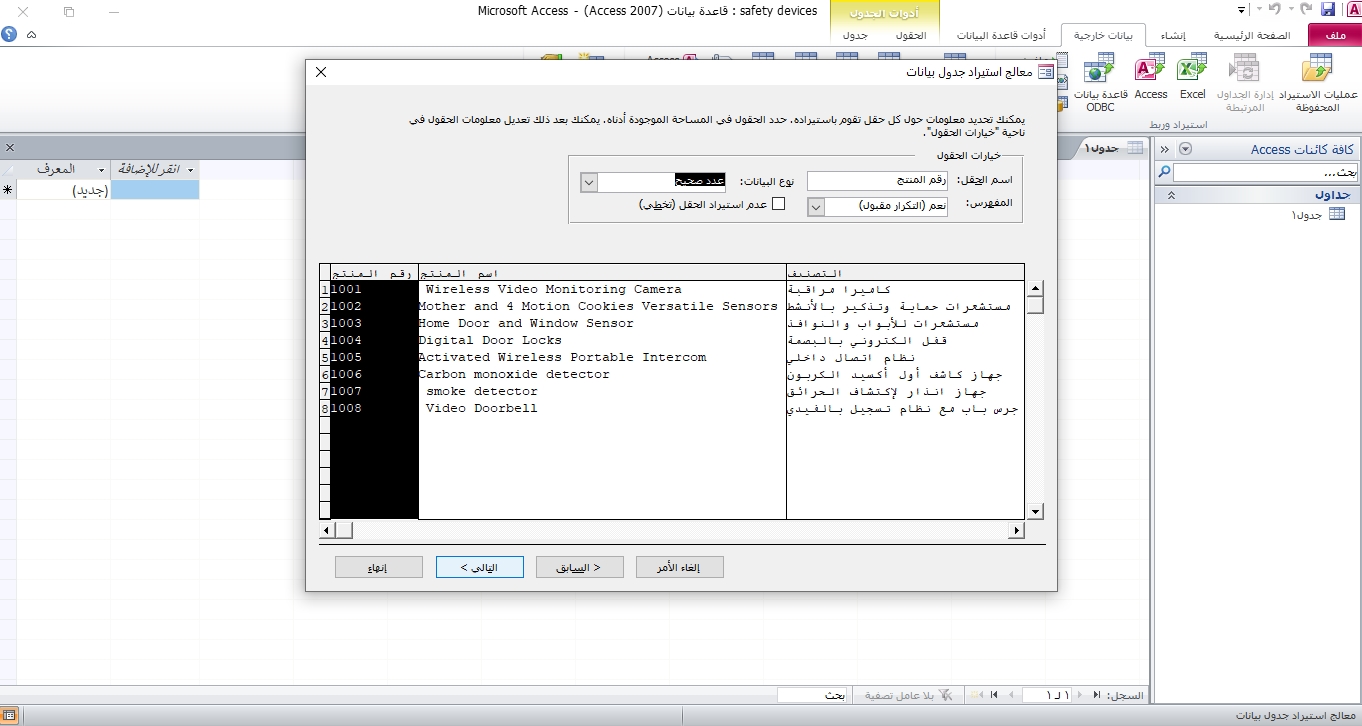 safety devices : قاعدة بيانات (Access 2007) - Microsoft Access
أدوات الجدول
ملف
الصفحة الرئيسية
إنشاء
بيانات خارجية
أدوات قاعدة البيانات
الحقول
جدول
عمليات الاستيراد المحفوظة
إدارة الجداول المرتبطة
Excel
Access
قاعدة بيانات ODBC
استيراد وربط
كافة كائنات Access
بحث...
جداول
جدول١
جدول١
المعرف
انقر للإضافة
(جديد)
معالج استيراد جدول بيانات
يمكنك تحديد معلومات حول كل حقل تقوم باستيراده. حدد الحقول في المساحة الموجودة أدناه. يمكنك بعد ذلك تعديل معلومات الحقول في
ناحية "خيارات الحقول".
خيارات الحقول
اسم الحقل: رقم المنتج
نوع البيانات: عدد صحيح
المفهرس: نعم (التكرار مقبول)
عدم استيراد الحقل (تخطي)
رقم المنتج اسم المنتج التصنيف
1 1001 Wireless Video Monitoring Camera كاميرا مراقبة
2 1002 Mother and 4 Motion Cookies Versatile Sensors مستشعرات حماية وتذكير بالأنشط
3 1003 Home Door and Window Sensor مستشعرات للأبواب والنوافذ
4 1004 Digital Door Locks قفل الكتروني بالبصمة
5 1005 Activated Wireless Portable Intercom نظام اتصال داخلي
6 1006 Carbon monoxide detector جهاز كاشف أول أكسيد الكربون
7 1007 smoke detector جهاز انذار لإكتشاف الحرائق
8 1008 Video Doorbell جرس باب مع نظام تسجيل بالفيدي
إلغاء الأمر
< السابق
التالي >
إنهاء
السجل: ١ لـ ١
بلا عامل تصفية
بحث
معالج استيراد جدول بيانات